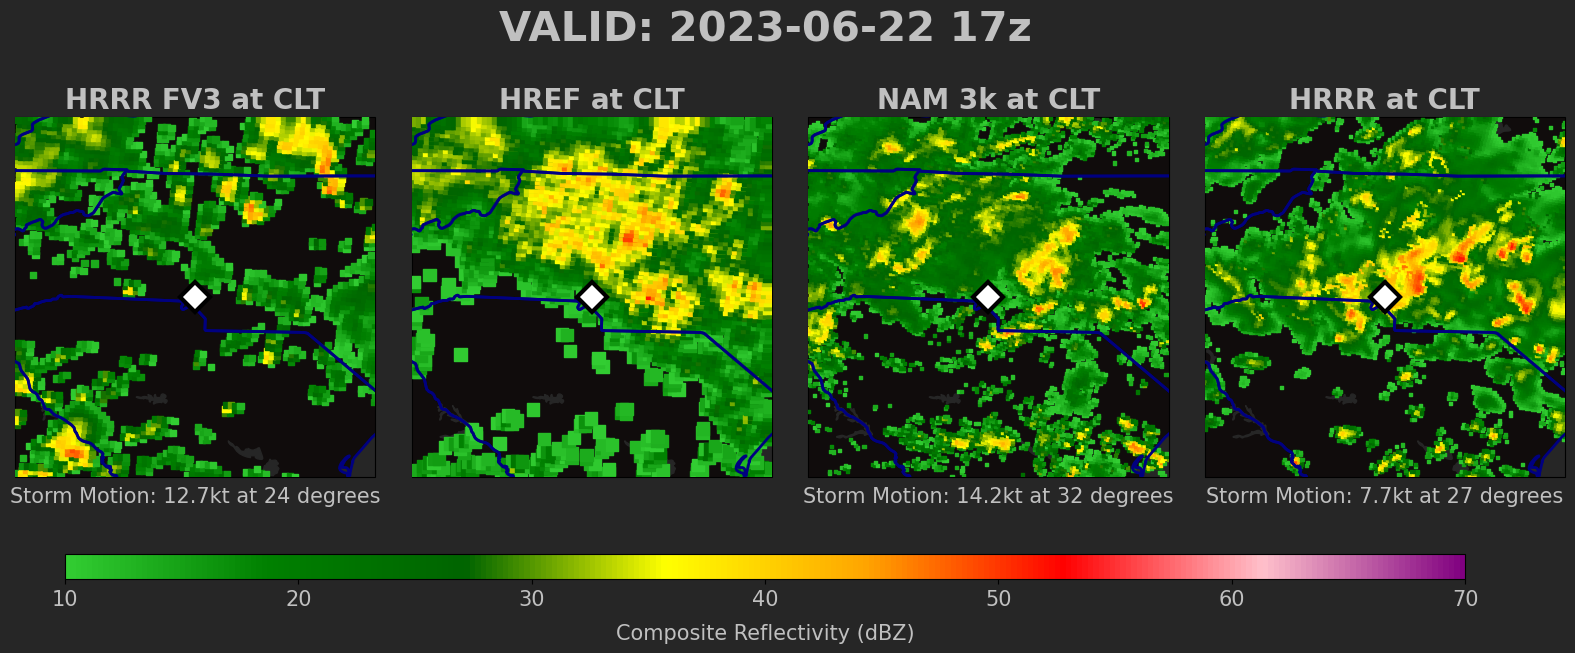 VALID: 2023-06-22 17z
HRRR FV3 at CLT
HREF at CLT
NAM 3k at CLT
HRRR at CLT
Storm Motion: 12.7kt at 24 degrees
Storm Motion: 14.2kt at 32 degrees
Storm Motion: 7.7kt at 27 degrees
10 20 30 40 50 60 70
Composite Reflectivity (dBZ)